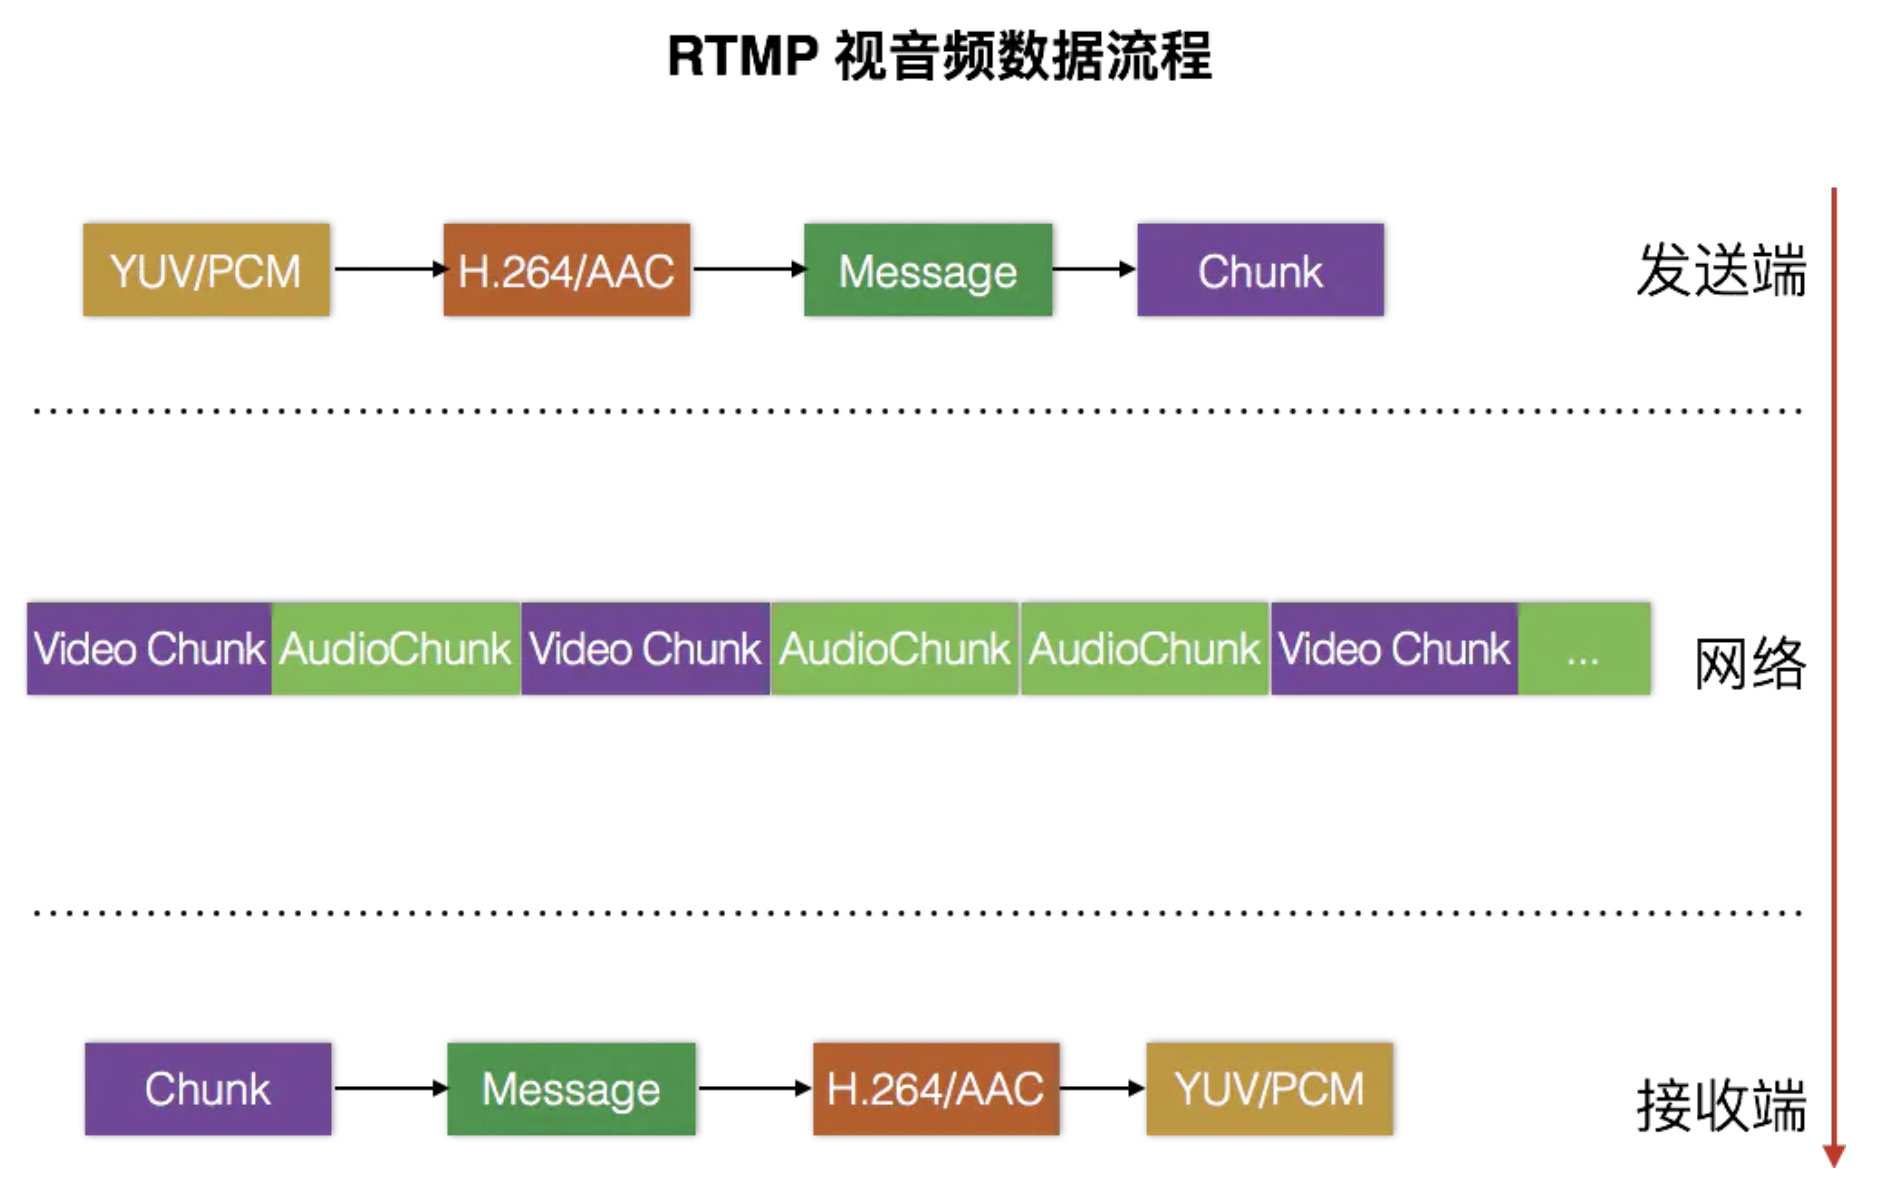 RTMP 视音频数据流程
YUV/PCM H.264/AAC Message Chunk 发送端
Video Chunk AudioChunk Video Chunk AudioChunk AudioChunk Video Chunk ... 网络
Chunk Message H.264/AAC YUV/PCM 接收端